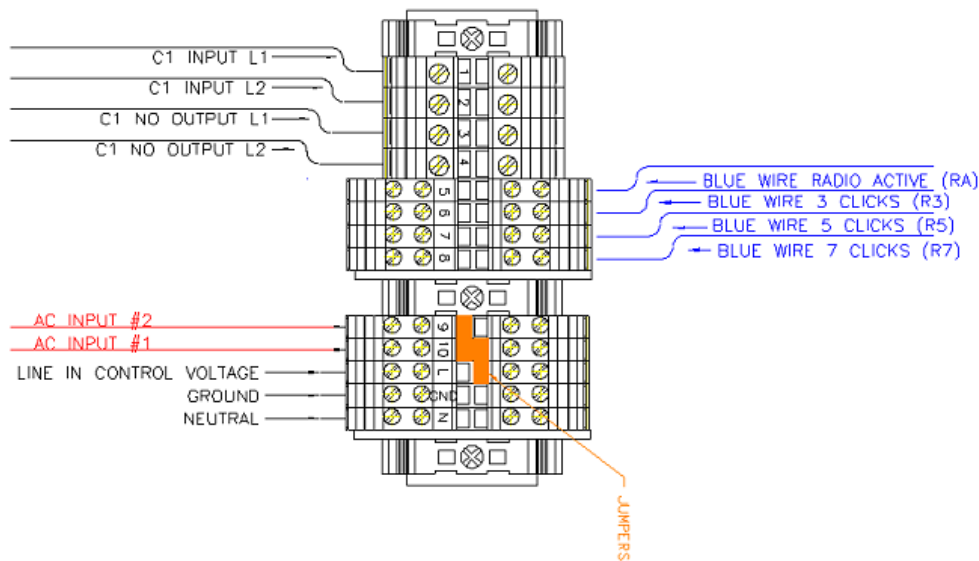 C1 INPUT L1
C1 INPUT L2
C1 NO OUTPUT L1
C1 NO OUTPUT L2
1
2
3
4
5
6
7
8
BLUE WIRE RADIO ACTIVE (RA)
BLUE WIRE 3 CLICKS (R3)
BLUE WIRE 5 CLICKS (R5)
BLUE WIRE 7 CLICKS (R7)
AC INPUT #2
AC INPUT #1
LINE IN CONTROL VOLTAGE
GROUND
NEUTRAL
9
10
L
GND
N
JUMPERS